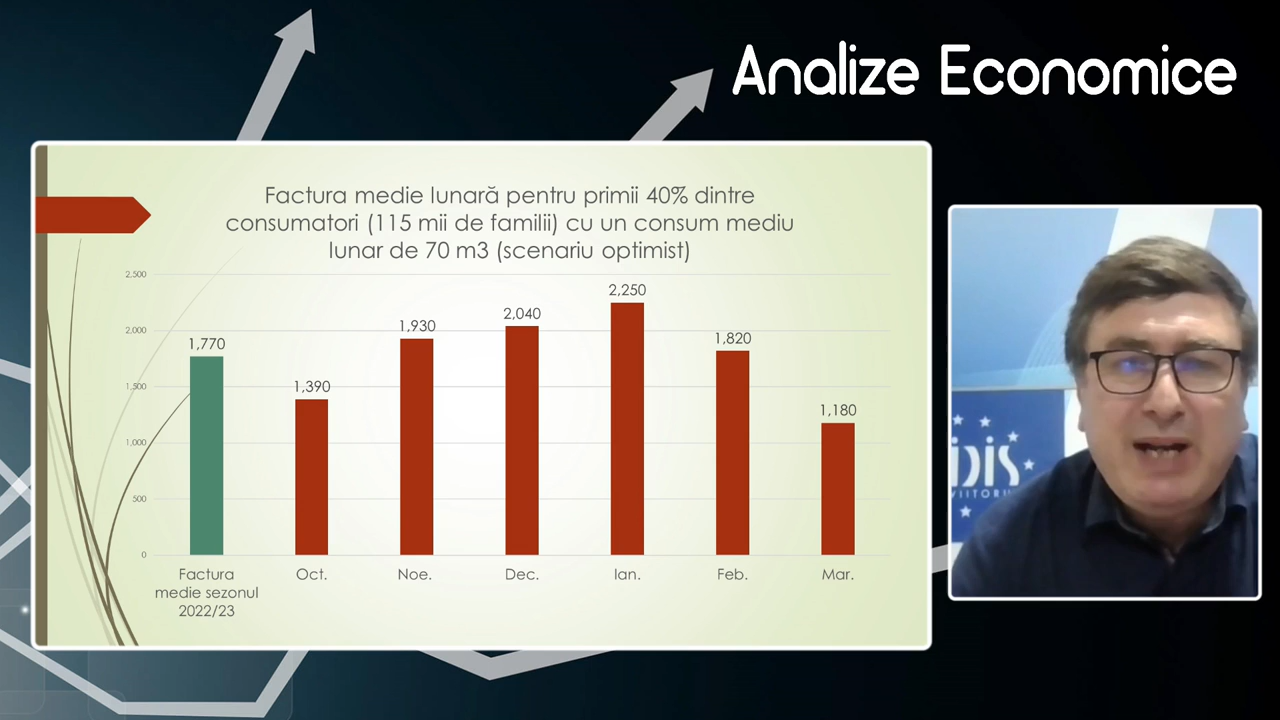 Analize Economice
Factura medie lunară pentru primii 40% dintre
consumatori (115 mii de familii) cu un consum mediu
lunar de 70 m3 (scenariu optimist)
2,500
2,000
1,500
1,000
500
0
1,770
1,390
1,930
2,040
2,250
1,820
1,180
Factura
medie sezonul
2022/23
Oct.
Noe.
Dec.
Ian.
Feb.
Mar.
IDIS
VIITORU